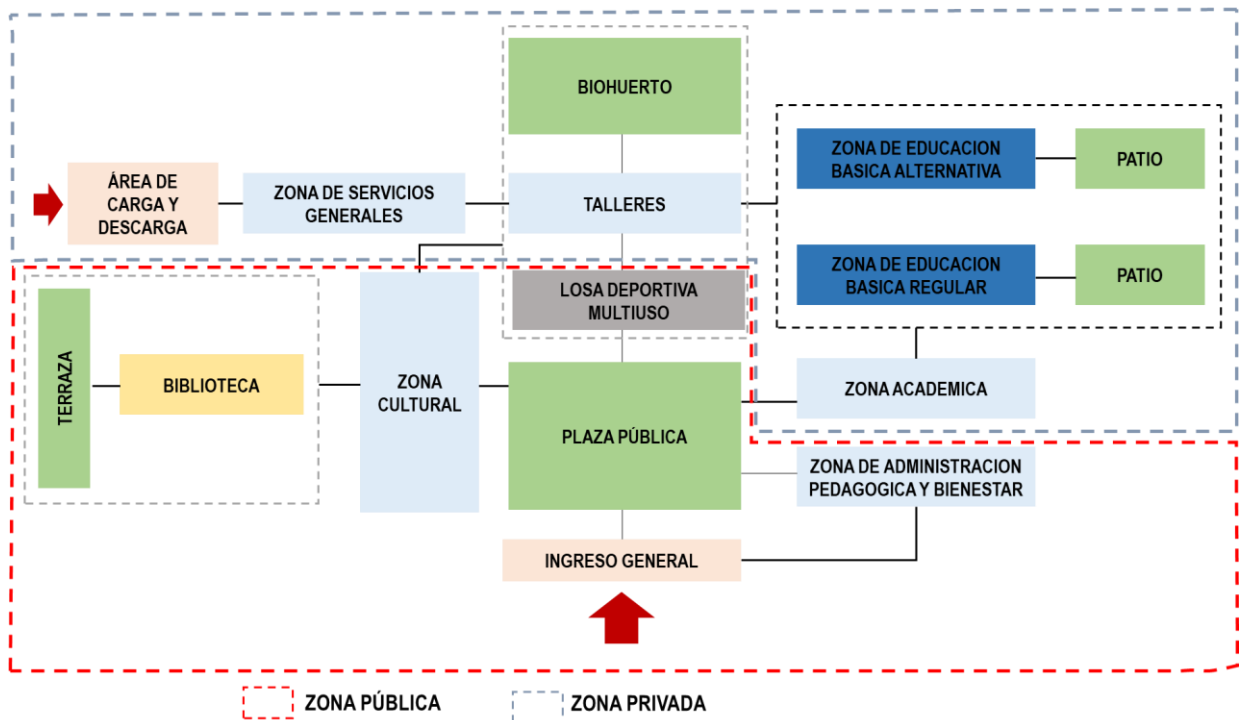 BIOHUERTO
ZONA DE EDUCACION
BASICA ALTERNATIVA
PATIO
ÁREA DE
CARGA Y
DESCARGA
ZONA DE SERVICIOS
GENERALES
TALLERES
ZONA DE EDUCACION
BASICA REGULAR
PATIO
LOSA DEPORTIVA
MULTIUSO
TERRAZA
BIBLIOTECA
ZONA
CULTURAL
PLAZA PÚBLICA
ZONA ACADEMICA
ZONA DE ADMINISTRACION
PEDAGOGICA Y BIENESTAR
INGRESO GENERAL
ZONA PÚBLICA
ZONA PRIVADA